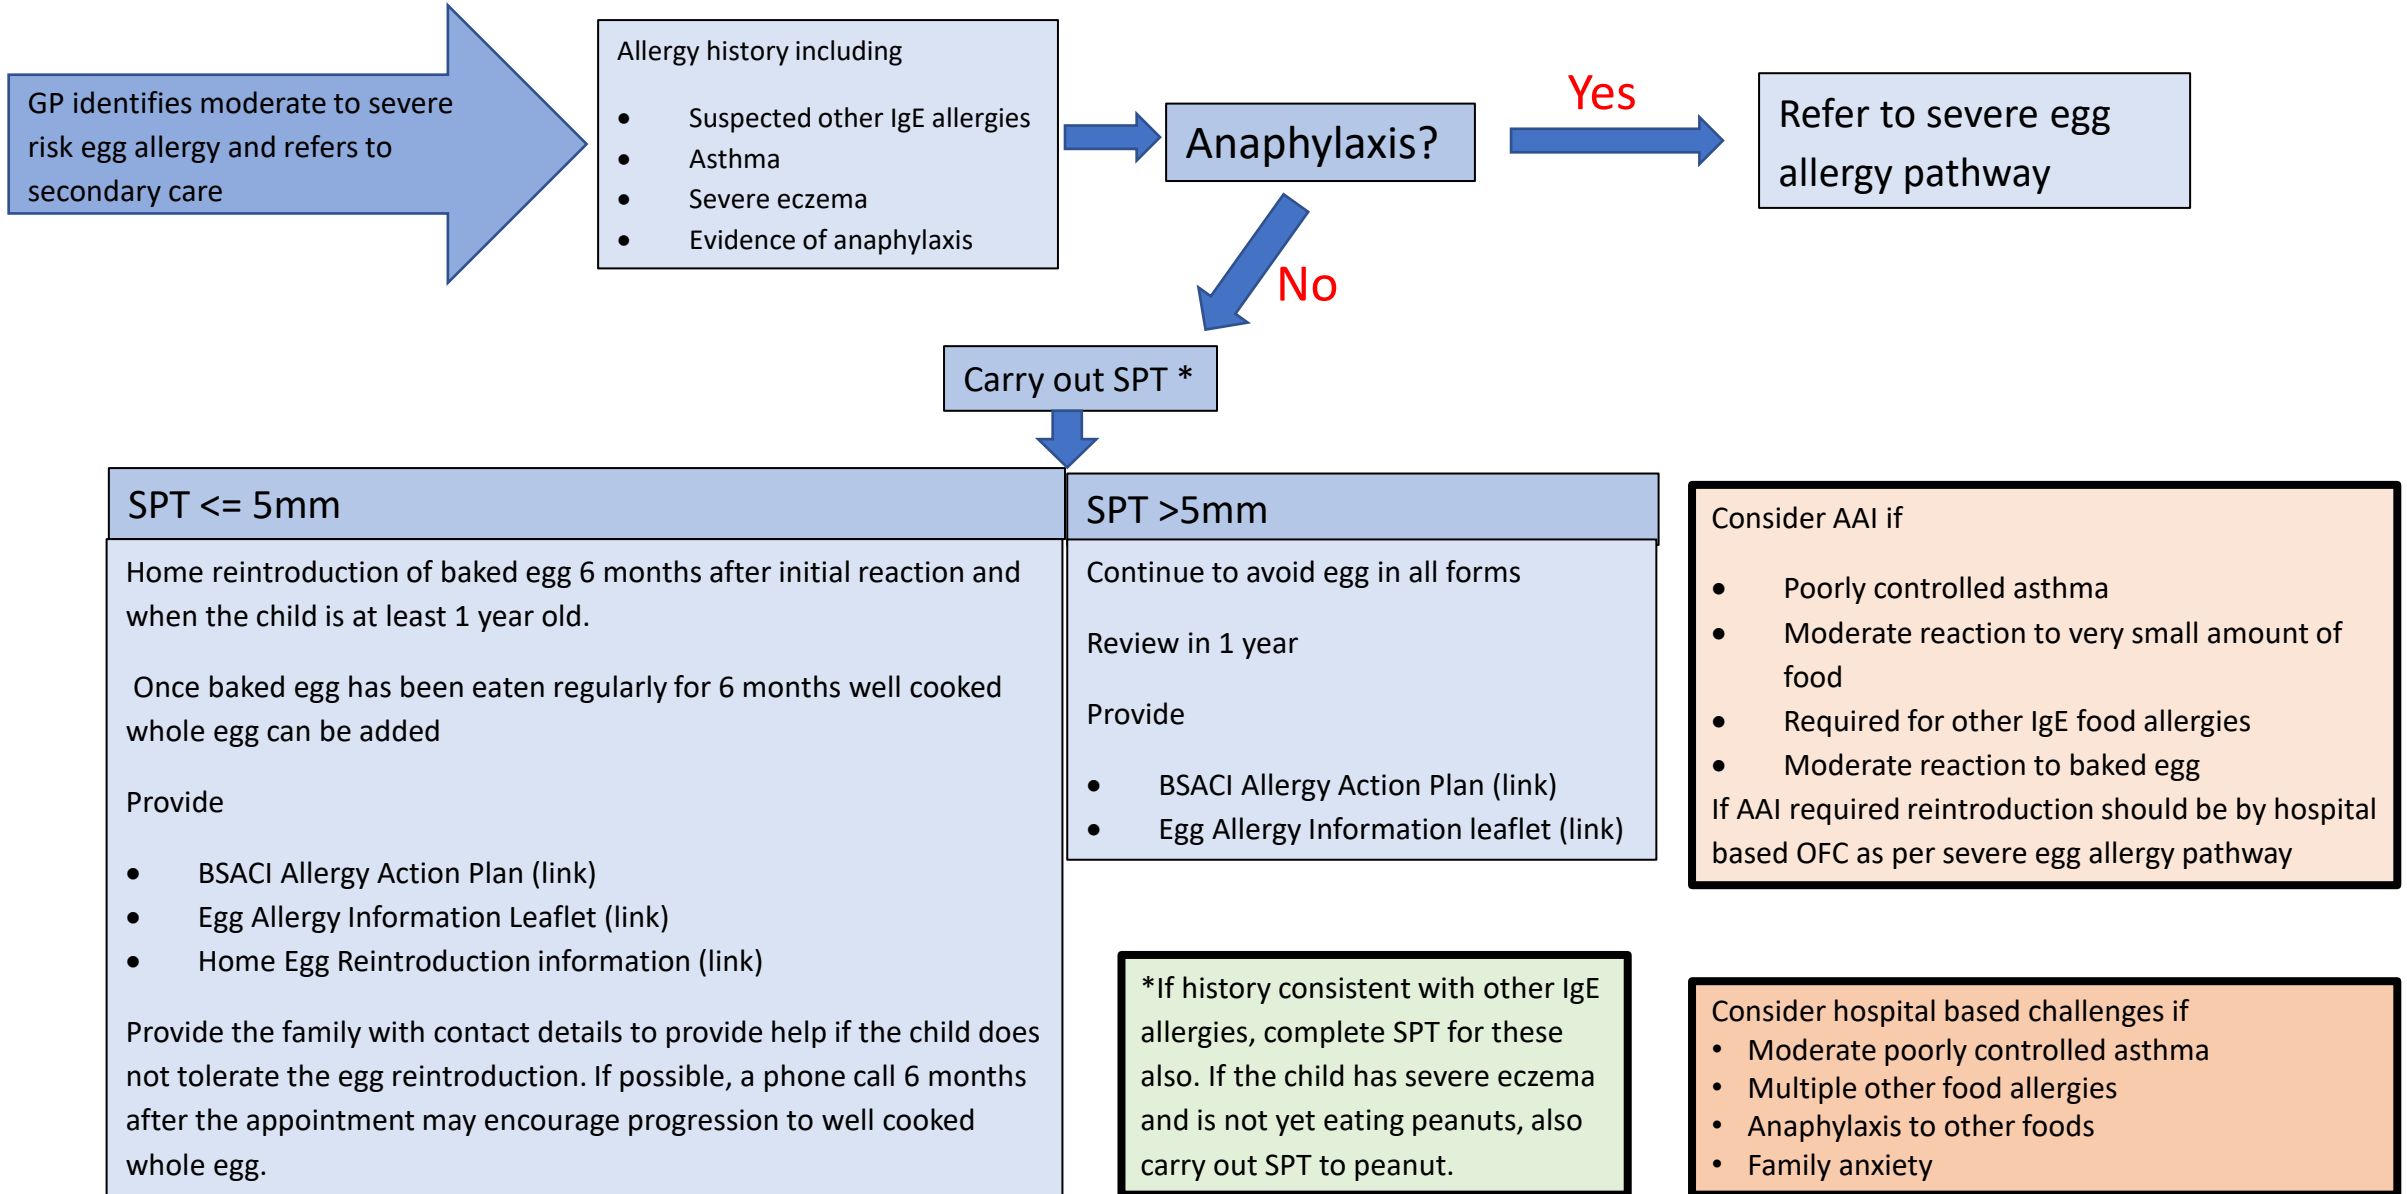 GP identifies moderate to severe
risk egg allergy and refers to
secondary care
Allergy history including
• Suspected other IgE allergies
• Asthma
• Severe eczema
• Evidence of anaphylaxis
Anaphylaxis?
Yes
Refer to severe egg
allergy pathway
No
Carry out SPT *
SPT <= 5mm
Home reintroduction of baked egg 6 months after initial reaction and
when the child is at least 1 year old.
Once baked egg has been eaten regularly for 6 months well cooked
whole egg can be added
Provide
• BSACI Allergy Action Plan (link)
• Egg Allergy Information Leaflet (link)
• Home Egg Reintroduction information (link)
Provide the family with contact details to provide help if the child does
not tolerate the egg reintroduction. If possible, a phone call 6 months
after the appointment may encourage progression to well cooked
whole egg.
SPT >5mm
Continue to avoid egg in all forms
Review in 1 year
Provide
• BSACI Allergy Action Plan (link)
• Egg Allergy Information leaflet (link)
Consider AAI if
• Poorly controlled asthma
• Moderate reaction to very small amount of
food
• Required for other IgE food allergies
• Moderate reaction to baked egg
If AAI required reintroduction should be by hospital
based OFC as per severe egg allergy pathway
*If history consistent with other IgE
allergies, complete SPT for these
also. If the child has severe eczema
and is not yet eating peanuts, also
carry out SPT to peanut.
Consider hospital based challenges if
• Moderate poorly controlled asthma
• Multiple other food allergies
• Anaphylaxis to other foods
• Family anxiety